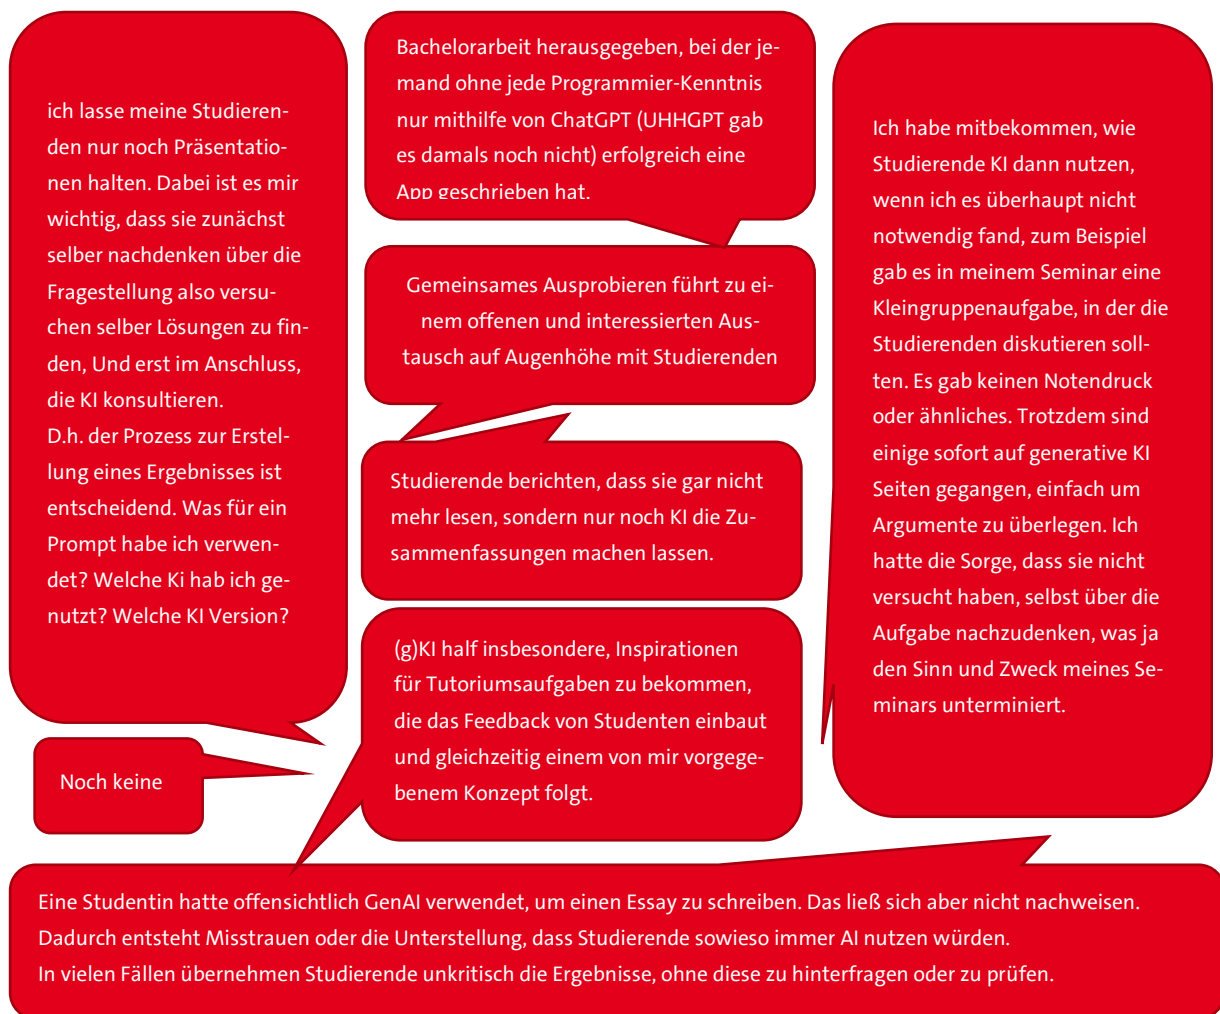 ich lasse meine Studieren-
den nur noch Präsentatio-
nen halten. Dabei ist es mir
wichtig, dass sie zunächst
selber nachdenken über die
Fragestellung also versu-
chen selber Lösungen zu fin-
den, Und erst im Anschluss,
die KI konsultieren.
D.h. der Prozess zur Erstel-
lung eines Ergebnisses ist
entscheidend. Was für ein
Prompt habe ich verwen-
det? Welche Ki hab ich ge-
nutzt? Welche KI Version?
Noch keine
Bachelorarbeit herausgegeben, bei der je-
mand ohne jede Programmier-Kenntnis
nur mithilfe von ChatGPT (UHHGPT gab
es damals noch nicht) erfolgreich eine
App geschrieben hat.
Gemeinsames Ausprobieren führt zu ei-
nem offenen und interessierten Aus-
tausch auf Augenhöhe mit Studierenden
Studierende berichten, dass sie gar nicht
mehr lesen, sondern nur noch KI die Zu-
sammenfassungen machen lassen.
(g)KI half insbesondere, Inspirationen
für Tutoriumsaufgaben zu bekommen,
die das Feedback von Studenten einbaut
und gleichzeitig einem von mir vorgege-
benem Konzept folgt.
Ich habe mitbekommen, wie
Studierende KI dann nutzen,
wenn ich es überhaupt nicht
notwendig fand, zum Beispiel
gab es in meinem Seminar eine
Kleingruppenaufgabe, in der die
Studierenden diskutieren soll-
ten. Es gab keinen Notendruck
oder ähnliches. Trotzdem sind
einige sofort auf generative KI
Seiten gegangen, einfach um
Argumente zu überlegen. Ich
hatte die Sorge, dass sie nicht
versucht haben, selbst über die
Aufgabe nachzudenken, was ja
den Sinn und Zweck meines Se-
minars unterminiert.
Eine Studentin hatte offensichtlich GenAI verwendet, um einen Essay zu schreiben. Das ließ sich aber nicht nachweisen.
Dadurch entsteht Misstrauen oder die Unterstellung, dass Studierende sowieso immer AI nutzen würden.
In vielen Fällen übernehmen Studierende unkritisch die Ergebnisse, ohne diese zu hinterfragen oder zu prüfen.